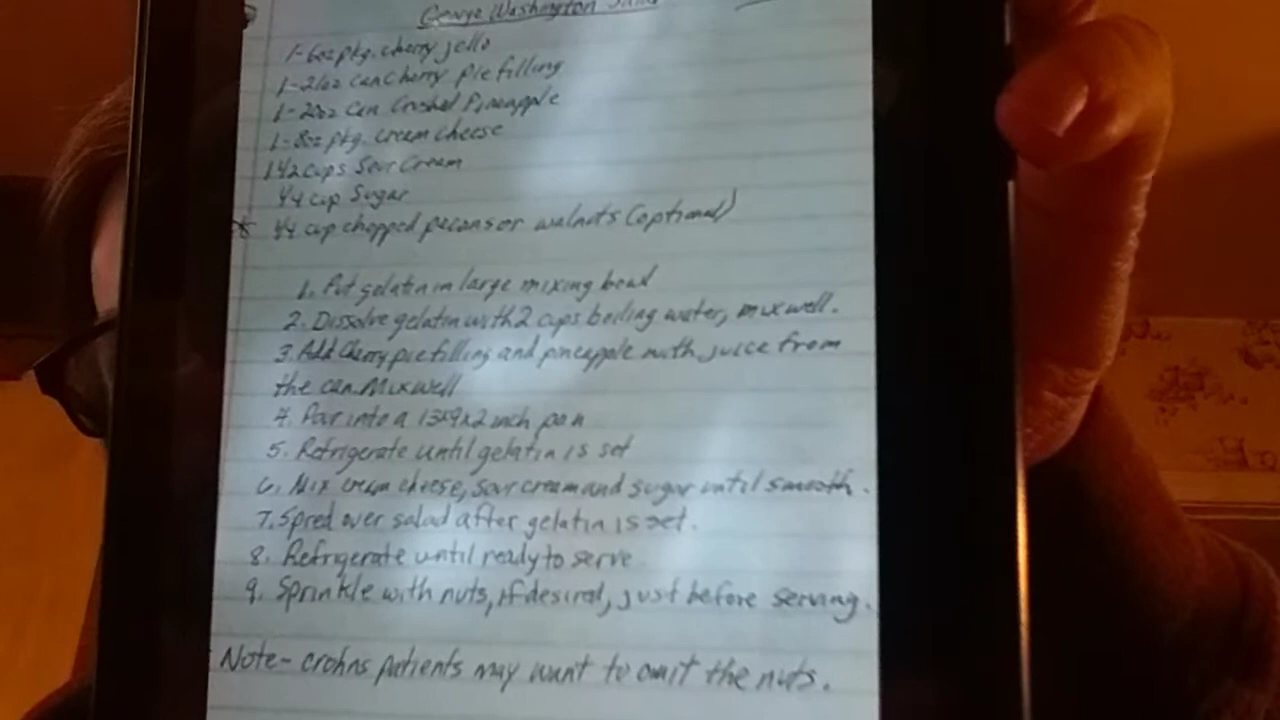 George Washington Salad
1-6oz pkg. cherry jello
1-21oz can Cherry Pie filling
1-20oz can Crushed Pineapple
1-8oz pkg. cream cheese
1 1/2 cups Sour Cream
1/4 cup Sugar
* 1/4 cup chopped pecans or walnuts (optional)
1. Put gelatin in large mixing bowl
2. Dissolve gelatin with 2 cups boiling water, mix well.
3. Add Cherry pie filling and pineapple with juice from
the can. Mix well
4. Pour into a 13x9x2 inch pan
5. Refrigerate until gelatin is set
6. Mix cream cheese, sour cream and sugar until smooth.
7. Spred over salad after gelatin is set.
8. Refrigerate until ready to serve
9. Sprinkle with nuts, if desired, just before serving.
Note- crohns patients may want to omit the nuts.